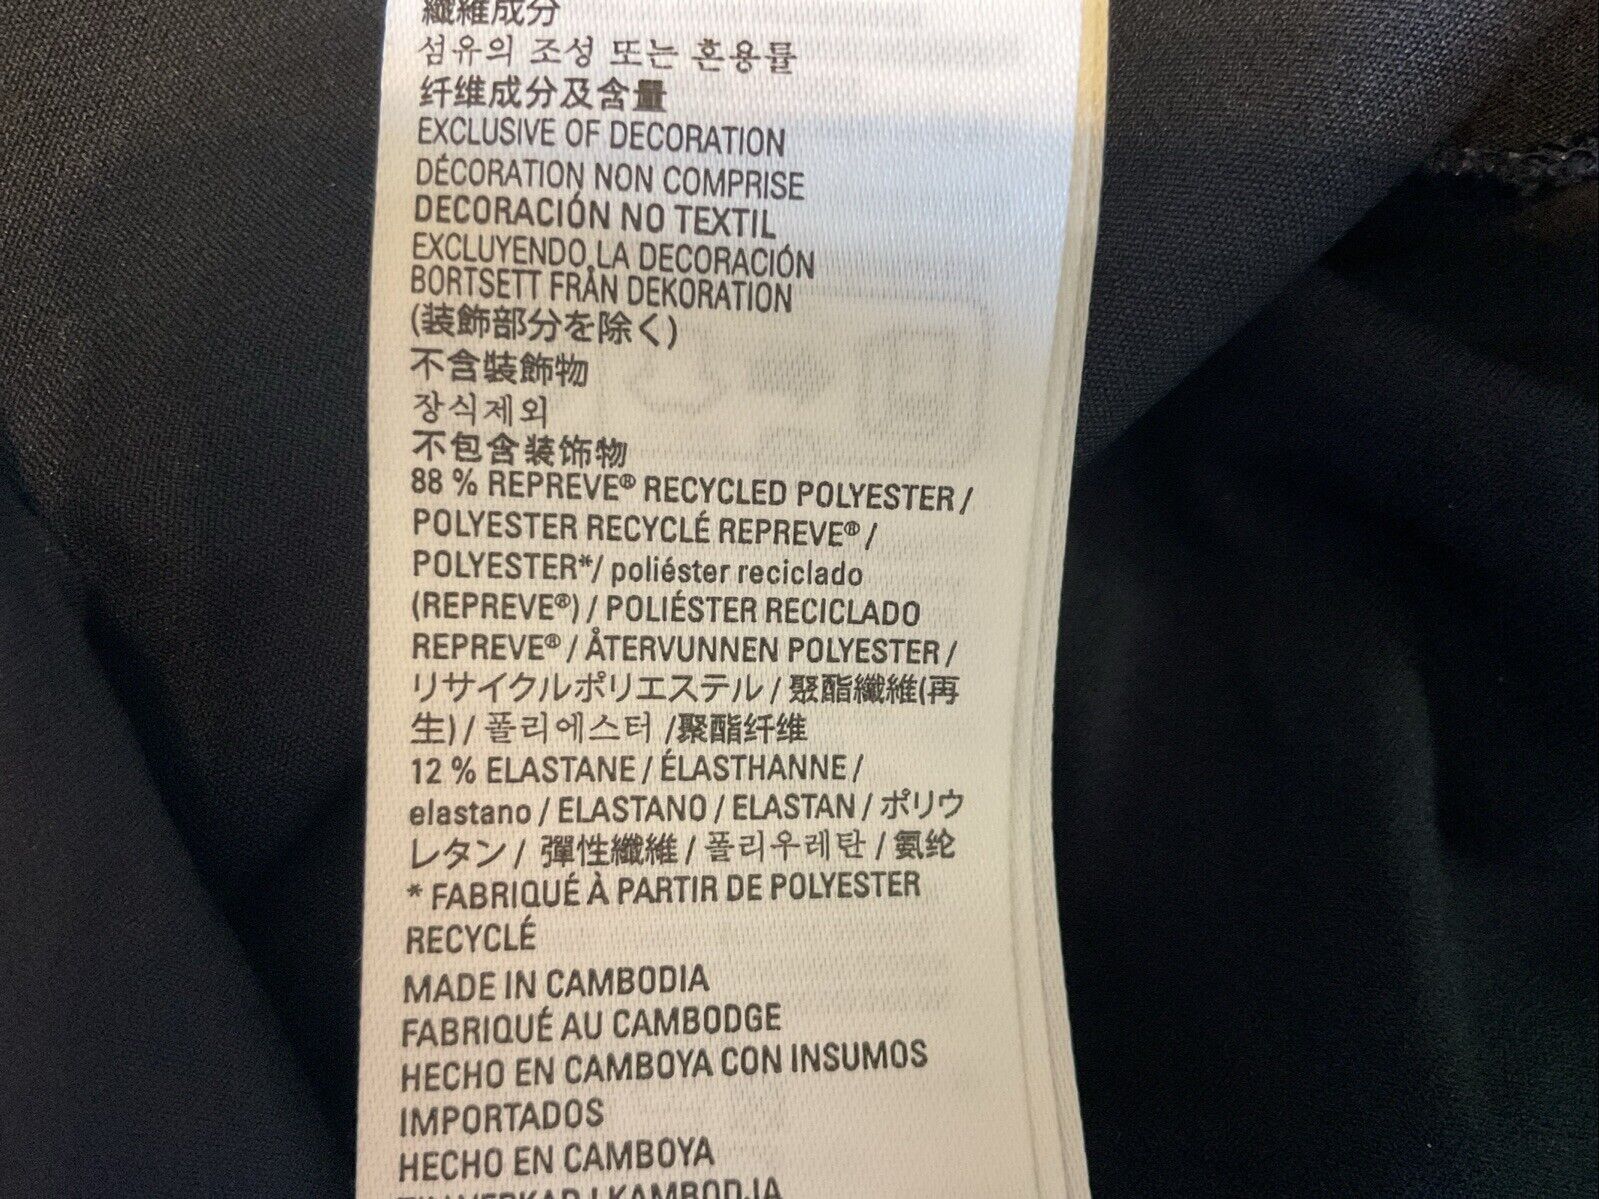 纖維成分
섬유의 조성 또는 혼용률
纤维成分及含量
EXCLUSIVE OF DECORATION
DÉCORATION NON COMPRISE
DECORACIÓN NO TEXTIL
EXCLUYENDO LA DECORACIÓN
BORTSETT FRÅN DEKORATION
(装飾部分を除く)
不含裝飾物
장식제외
不包含装饰物
88 % REPREVE® RECYCLED POLYESTER /
POLYESTER RECYCLÉ REPREVE® /
POLYESTER*/ poliéster reciclado
(REPREVE®) / POLIÉSTER RECICLADO
REPREVE® / ÅTERVUNNEN POLYESTER /
リサイクルポリエステル / 聚酯纖維(再
生) / 폴리에스터 /聚酯纤维
12 % ELASTANE / ÉLASTHANNE /
elastano / ELASTANO / ELASTAN / ポリウ
レタン / 彈性纖維 / 폴리우레탄 / 氨纶
* FABRIQUÉ À PARTIR DE POLYESTER
RECYCLÉ
MADE IN CAMBODIA
FABRIQUÉ AU CAMBODGE
HECHO EN CAMBOYA CON INSUMOS
IMPORTADOS
HECHO EN CAMBOYA
TILLVERKAD I KAMBODJA